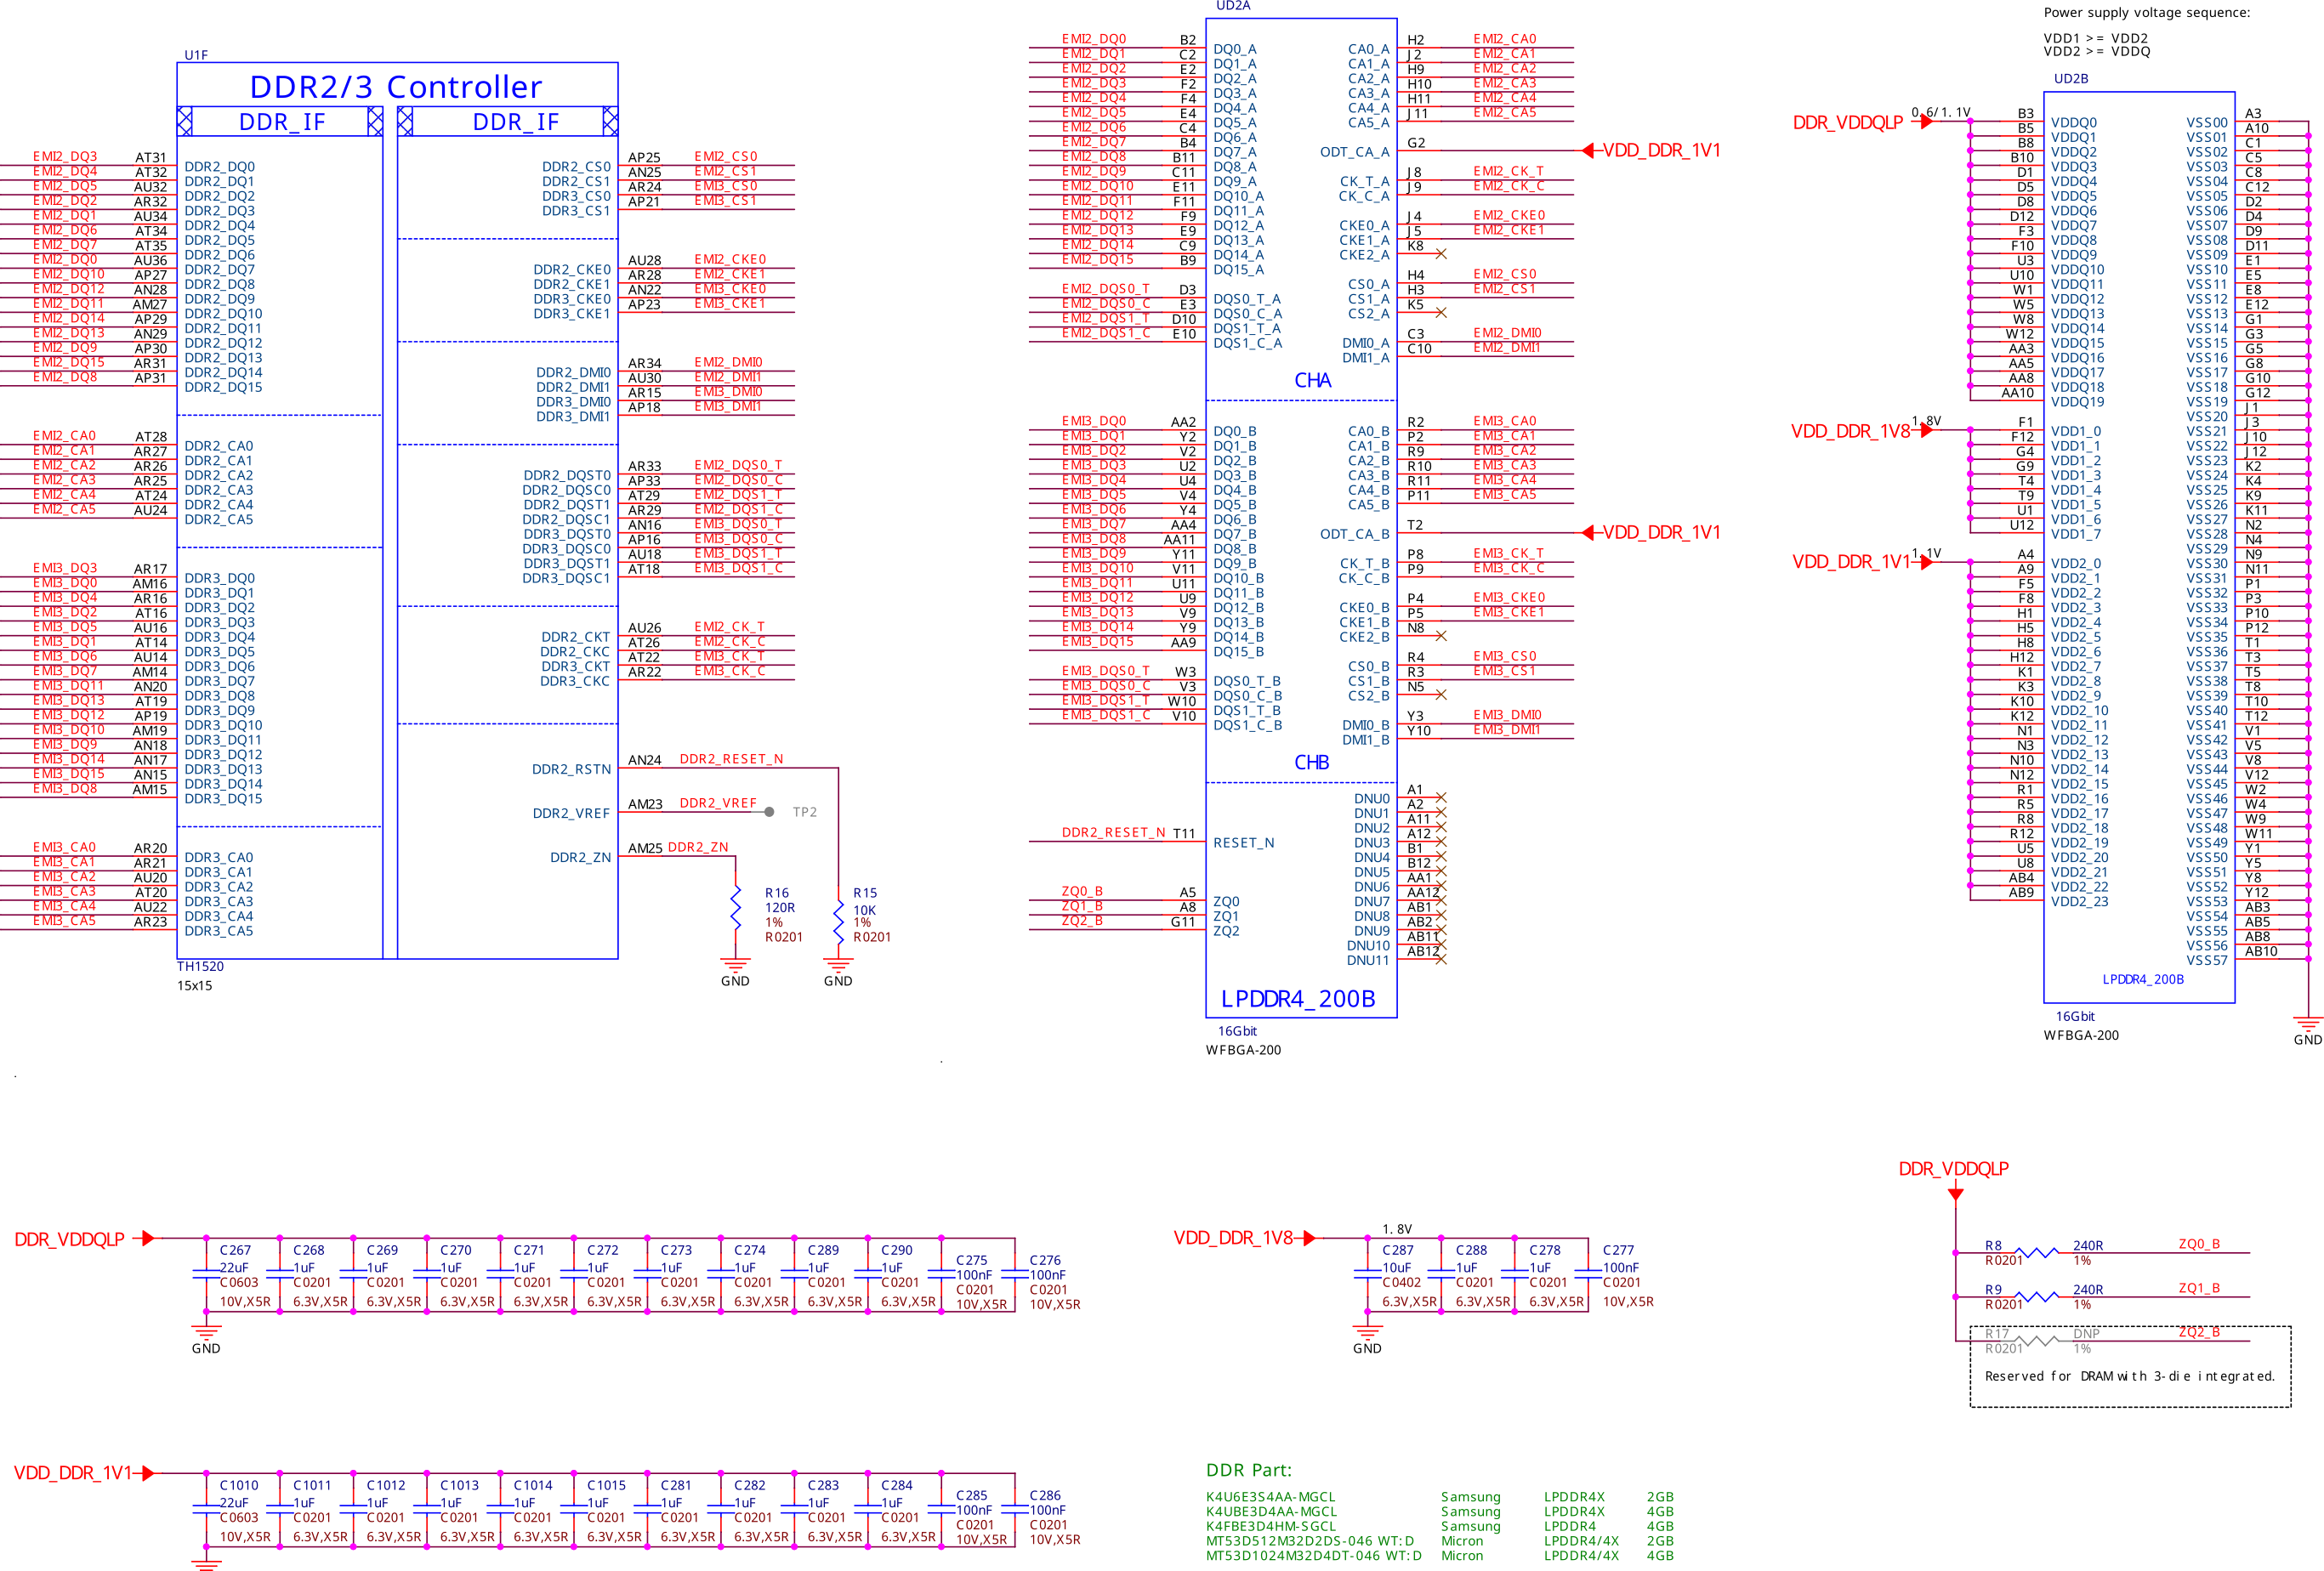 U1F
DDR2/3 Controller
DDR_IF
DDR_IF
EMI2_DQ3 AT31 DDR2_DQ0
EMI2_DQ4 AT32 DDR2_DQ1
EMI2_DQ5 AU32 DDR2_DQ2
EMI2_DQ2 AR32 DDR2_DQ3
EMI2_DQ1 AU34 DDR2_DQ4
EMI2_DQ6 AT34 DDR2_DQ5
EMI2_DQ7 AT35 DDR2_DQ6
EMI2_DQ0 AU36 DDR2_DQ7
EMI2_DQ10 AP27 DDR2_DQ8
EMI2_DQ12 AN28 DDR2_DQ9
EMI2_DQ11 AM27 DDR2_DQ10
EMI2_DQ14 AP29 DDR2_DQ11
EMI2_DQ13 AN29 DDR2_DQ12
EMI2_DQ9 AP30 DDR2_DQ13
EMI2_DQ15 AR31 DDR2_DQ14
EMI2_DQ8 AP31 DDR2_DQ15
EMI2_CA0 AT28 DDR2_CA0
EMI2_CA1 AR27 DDR2_CA1
EMI2_CA2 AR26 DDR2_CA2
EMI2_CA3 AR25 DDR2_CA3
EMI2_CA4 AT24 DDR2_CA4
EMI2_CA5 AU24 DDR2_CA5
EMI3_DQ3 AR17 DDR3_DQ0
EMI3_DQ0 AM16 DDR3_DQ1
EMI3_DQ4 AR16 DDR3_DQ2
EMI3_DQ2 AT16 DDR3_DQ3
EMI3_DQ5 AU16 DDR3_DQ4
EMI3_DQ1 AT14 DDR3_DQ5
EMI3_DQ6 AU14 DDR3_DQ6
EMI3_DQ7 AM14 DDR3_DQ7
EMI3_DQ11 AN20 DDR3_DQ8
EMI3_DQ13 AT19 DDR3_DQ9
EMI3_DQ12 AP19 DDR3_DQ10
EMI3_DQ10 AM19 DDR3_DQ11
EMI3_DQ9 AN18 DDR3_DQ12
EMI3_DQ14 AN17 DDR3_DQ13
EMI3_DQ15 AN15 DDR3_DQ14
EMI3_DQ8 AM15 DDR3_DQ15
EMI3_CA0 AR20 DDR3_CA0
EMI3_CA1 AR21 DDR3_CA1
EMI3_CA2 AU20 DDR3_CA2
EMI3_CA3 AT20 DDR3_CA3
EMI3_CA4 AU22 DDR3_CA4
EMI3_CA5 AR23 DDR3_CA5
DDR2_CS0 AP25 EMI2_CS0
DDR2_CS1 AN25 EMI2_CS1
DDR3_CS0 AR24 EMI3_CS0
DDR3_CS1 AP21 EMI3_CS1
DDR2_CKE0 AU28 EMI2_CKE0
DDR2_CKE1 AR28 EMI2_CKE1
DDR3_CKE0 AN22 EMI3_CKE0
DDR3_CKE1 AP23 EMI3_CKE1
DDR2_DMI0 AR34 EMI2_DMI0
DDR2_DMI1 AU30 EMI2_DMI1
DDR3_DMI0 AR15 EMI3_DMI0
DDR3_DMI1 AP18 EMI3_DMI1
DDR2_DQST0 AR33 EMI2_DQS0_T
DDR2_DQSC0 AP33 EMI2_DQS0_C
DDR2_DQST1 AT29 EMI2_DQS1_T
DDR2_DQSC1 AR29 EMI2_DQS1_C
DDR3_DQST0 AN16 EMI3_DQS0_T
DDR3_DQSC0 AP16 EMI3_DQS0_C
DDR3_DQST1 AU18 EMI3_DQS1_T
DDR3_DQSC1 AT18 EMI3_DQS1_C
DDR2_CKT AU26 EMI2_CK_T
DDR2_CKC AT26 EMI2_CK_C
DDR3_CKT AT22 EMI3_CK_T
DDR3_CKC AR22 EMI3_CK_C
DDR2_RSTN AN24 DDR2_RESET_N
DDR2_VREF AM23 DDR2_VREF TP2
DDR2_ZN AM25 DDR2_ZN
R16
120R
1%
R0201
GND
R15
10K
1%
R0201
GND
TH1520
15x15
UD2A
EMI2_DQ0 B2 DQ0_A
EMI2_DQ1 C2 DQ1_A
EMI2_DQ2 E2 DQ2_A
EMI2_DQ3 F2 DQ3_A
EMI2_DQ4 F4 DQ4_A
EMI2_DQ5 E4 DQ5_A
EMI2_DQ6 C4 DQ6_A
EMI2_DQ7 B4 DQ7_A
EMI2_DQ8 B11 DQ8_A
EMI2_DQ9 C11 DQ9_A
EMI2_DQ10 E11 DQ10_A
EMI2_DQ11 F11 DQ11_A
EMI2_DQ12 F9 DQ12_A
EMI2_DQ13 E9 DQ13_A
EMI2_DQ14 C9 DQ14_A
EMI2_DQ15 B9 DQ15_A
EMI2_DQS0_T D3 DQS0_T_A
EMI2_DQS0_C E3 DQS0_C_A
EMI2_DQS1_T D10 DQS1_T_A
EMI2_DQS1_C E10 DQS1_C_A
CA0_A H2 EMI2_CA0
CA1_A J2 EMI2_CA1
CA2_A H9 EMI2_CA2
CA3_A H10 EMI2_CA3
CA4_A H11 EMI2_CA4
CA5_A J11 EMI2_CA5
ODT_CA_A G2 VDD_DDR_1V1
CK_T_A J8 EMI2_CK_T
CK_C_A J9 EMI2_CK_C
CKE0_A J4 EMI2_CKE0
CKE1_A J5 EMI2_CKE1
CKE2_A K8
CS0_A H4 EMI2_CS0
CS1_A H3 EMI2_CS1
CS2_A K5
DMI0_A C3 EMI2_DMI0
DMI1_A C10 EMI2_DMI1
CHA
EMI3_DQ0 AA2 DQ0_B
EMI3_DQ1 Y2 DQ1_B
EMI3_DQ2 V2 DQ2_B
EMI3_DQ3 U2 DQ3_B
EMI3_DQ4 U4 DQ4_B
EMI3_DQ5 V4 DQ5_B
EMI3_DQ6 Y4 DQ6_B
EMI3_DQ7 AA4 DQ7_B
EMI3_DQ8 AA11 DQ8_B
EMI3_DQ9 Y11 DQ9_B
EMI3_DQ10 V11 DQ10_B
EMI3_DQ11 U11 DQ11_B
EMI3_DQ12 U9 DQ12_B
EMI3_DQ13 V9 DQ13_B
EMI3_DQ14 Y9 DQ14_B
EMI3_DQ15 AA9 DQ15_B
EMI3_DQS0_T W3 DQS0_T_B
EMI3_DQS0_C V3 DQS0_C_B
EMI3_DQS1_T W10 DQS1_T_B
EMI3_DQS1_C V10 DQS1_C_B
CA0_B R2 EMI3_CA0
CA1_B P2 EMI3_CA1
CA2_B R9 EMI3_CA2
CA3_B R10 EMI3_CA3
CA4_B R11 EMI3_CA4
CA5_B P11 EMI3_CA5
ODT_CA_B T2 VDD_DDR_1V1
CK_T_B P8 EMI3_CK_T
CK_C_B P9 EMI3_CK_C
CKE0_B P4 EMI3_CKE0
CKE1_B P5 EMI3_CKE1
CKE2_B N8
CS0_B R4 EMI3_CS0
CS1_B R3 EMI3_CS1
CS2_B N5
DMI0_B Y3 EMI3_DMI0
DMI1_B Y10 EMI3_DMI1
CHB
DNU0 A1
DNU1 A2
DNU2 A11
DNU3 A12
DNU4 B1
DNU5 B12
DNU6 AA1
DNU7 AA12
DNU8 AB1
DNU9 AB2
DNU10 AB11
DNU11 AB12
DDR2_RESET_N T11 RESET_N
ZQ0_B A5 ZQ0
ZQ1_B A8 ZQ1
ZQ2_B G11 ZQ2
LPDDR4_200B
16Gbit
WFBGA-200
Power supply voltage sequence:
VDD1 >= VDD2
VDD2 >= VDDQ
UD2B
DDR_VDDQLP 0.6/1.1V
B3 VDDQ0
B5 VDDQ1
B8 VDDQ2
B10 VDDQ3
D1 VDDQ4
D5 VDDQ5
D8 VDDQ6
D12 VDDQ7
F3 VDDQ8
F10 VDDQ9
U3 VDDQ10
U10 VDDQ11
W1 VDDQ12
W5 VDDQ13
W8 VDDQ14
W12 VDDQ15
AA3 VDDQ16
AA5 VDDQ17
AA8 VDDQ18
AA10 VDDQ19
VDD_DDR_1V8 1.8V
F1 VDD1_0
F12 VDD1_1
G4 VDD1_2
G9 VDD1_3
T4 VDD1_4
T9 VDD1_5
U1 VDD1_6
U12 VDD1_7
VDD_DDR_1V1 1.1V
A4 VDD2_0
A9 VDD2_1
F5 VDD2_2
F8 VDD2_3
H1 VDD2_4
H5 VDD2_5
H8 VDD2_6
H12 VDD2_7
K1 VDD2_8
K3 VDD2_9
K10 VDD2_10
K12 VDD2_11
N1 VDD2_12
N3 VDD2_13
N10 VDD2_14
N12 VDD2_15
R1 VDD2_16
R5 VDD2_17
R8 VDD2_18
R12 VDD2_19
U5 VDD2_20
U8 VDD2_21
AB4 VDD2_22
AB9 VDD2_23
VSS00 A3
VSS01 A10
VSS02 C1
VSS03 C5
VSS04 C8
VSS05 C12
VSS06 D2
VSS07 D4
VSS08 D9
VSS09 D11
VSS10 E1
VSS11 E5
VSS12 E8
VSS13 E12
VSS14 G1
VSS15 G3
VSS16 G5
VSS17 G8
VSS18 G10
VSS19 G12
VSS20 J1
VSS21 J3
VSS22 J10
VSS23 J12
VSS24 K2
VSS25 K4
VSS26 K9
VSS27 K11
VSS28 N2
VSS29 N4
VSS30 N9
VSS31 N11
VSS32 P1
VSS33 P3
VSS34 P10
VSS35 P12
VSS36 T1
VSS37 T3
VSS38 T5
VSS39 T8
VSS40 T10
VSS41 T12
VSS42 V1
VSS43 V5
VSS44 V8
VSS45 V12
VSS46 W2
VSS47 W4
VSS48 W9
VSS49 W11
VSS50 Y1
VSS51 Y5
VSS52 Y8
VSS53 Y12
VSS54 AB3
VSS55 AB5
VSS56 AB8
VSS57 AB10
LPDDR4_200B
16Gbit
WFBGA-200
GND
DDR_VDDQLP
C267 C268 C269 C270 C271 C272 C273 C274 C289 C290 C275 C276
22uF 1uF 1uF 1uF 1uF 1uF 1uF 1uF 1uF 1uF 100nF 100nF
C0603 C0201 C0201 C0201 C0201 C0201 C0201 C0201 C0201 C0201 C0201 C0201
10V,X5R 6.3V,X5R 6.3V,X5R 6.3V,X5R 6.3V,X5R 6.3V,X5R 6.3V,X5R 6.3V,X5R 6.3V,X5R 6.3V,X5R 10V,X5R 10V,X5R
GND
VDD_DDR_1V8 1.8V
C287 C288 C278 C277
10uF 1uF 1uF 100nF
C0402 C0201 C0201 C0201
6.3V,X5R 6.3V,X5R 6.3V,X5R 10V,X5R
GND
DDR_VDDQLP
R8 240R ZQ0_B
R0201 1%
R9 240R ZQ1_B
R0201 1%
R17 DNP ZQ2_B
R0201 1%
Reserved for DRAM with 3-die integrated.
VDD_DDR_1V1
C1010 C1011 C1012 C1013 C1014 C1015 C281 C282 C283 C284 C285 C286
22uF 1uF 1uF 1uF 1uF 1uF 1uF 1uF 1uF 1uF 100nF 100nF
C0603 C0201 C0201 C0201 C0201 C0201 C0201 C0201 C0201 C0201 C0201 C0201
10V,X5R 6.3V,X5R 6.3V,X5R 6.3V,X5R 6.3V,X5R 6.3V,X5R 6.3V,X5R 6.3V,X5R 6.3V,X5R 6.3V,X5R 10V,X5R 10V,X5R
DDR Part:
K4U6E3S4AA-MGCL Samsung LPDDR4X 2GB
K4UBE3D4AA-MGCL Samsung LPDDR4X 4GB
K4FBE3D4HM-SGCL Samsung LPDDR4 4GB
MT53D512M32D2DS-046 WT:D Micron LPDDR4/4X 2GB
MT53D1024M32D4DT-046 WT:D Micron LPDDR4/4X 4GB